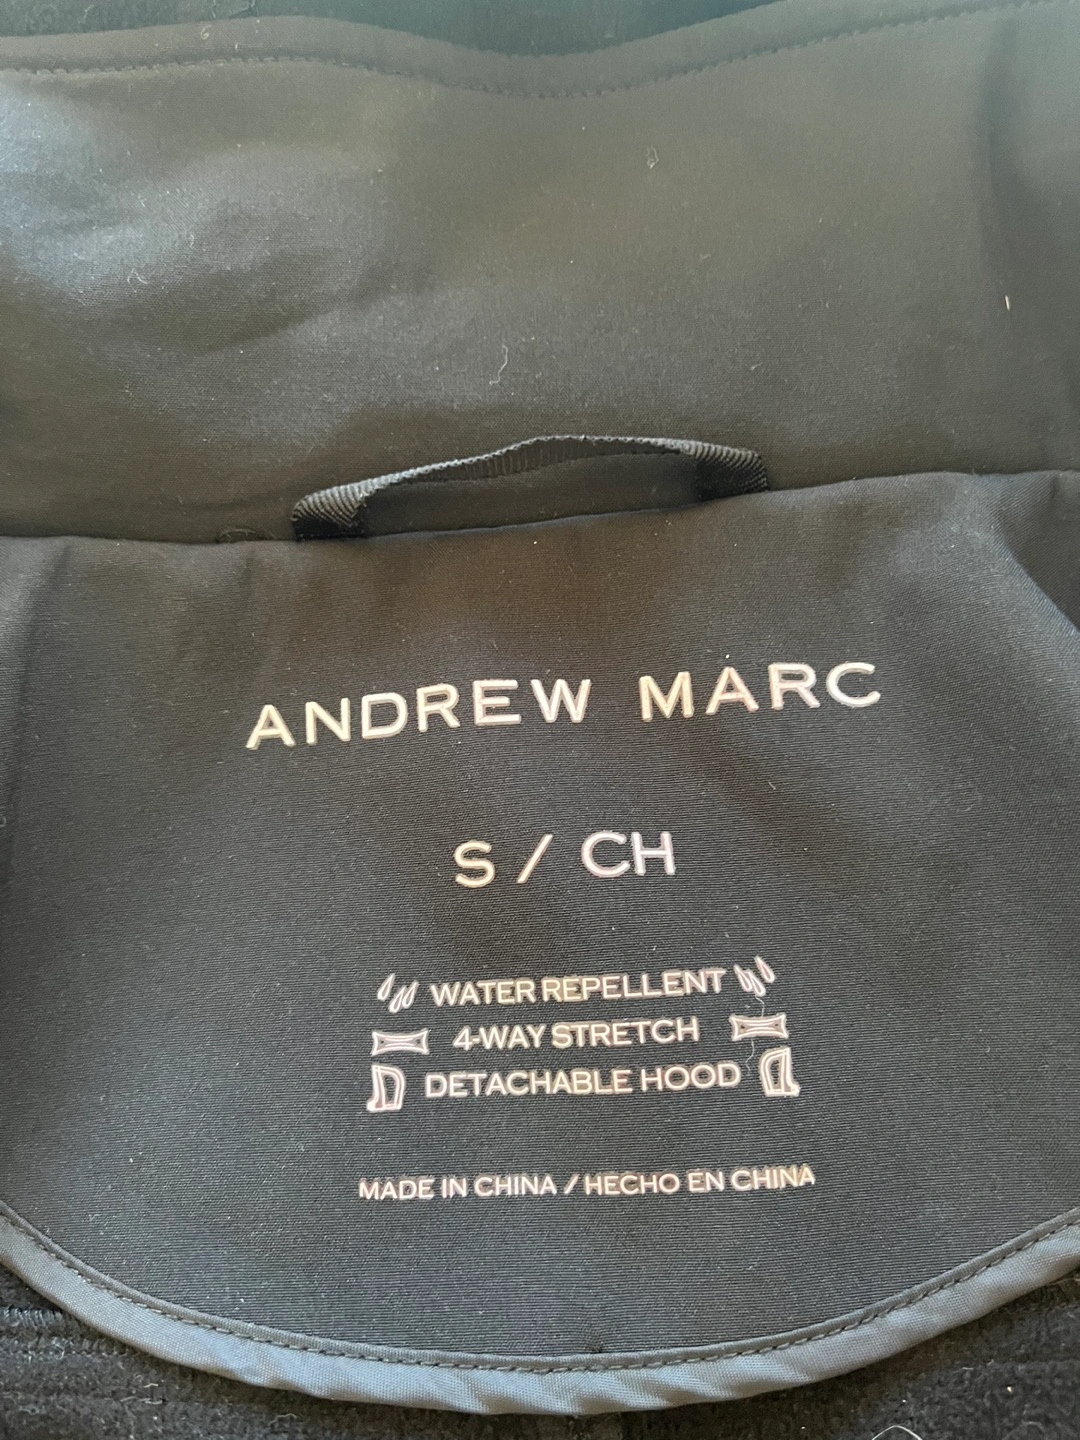 ANDREW MARC
S / CH
WATER REPELLENT
4-WAY STRETCH
DETACHABLE HOOD
MADE IN CHINA / HECHO EN CHINA